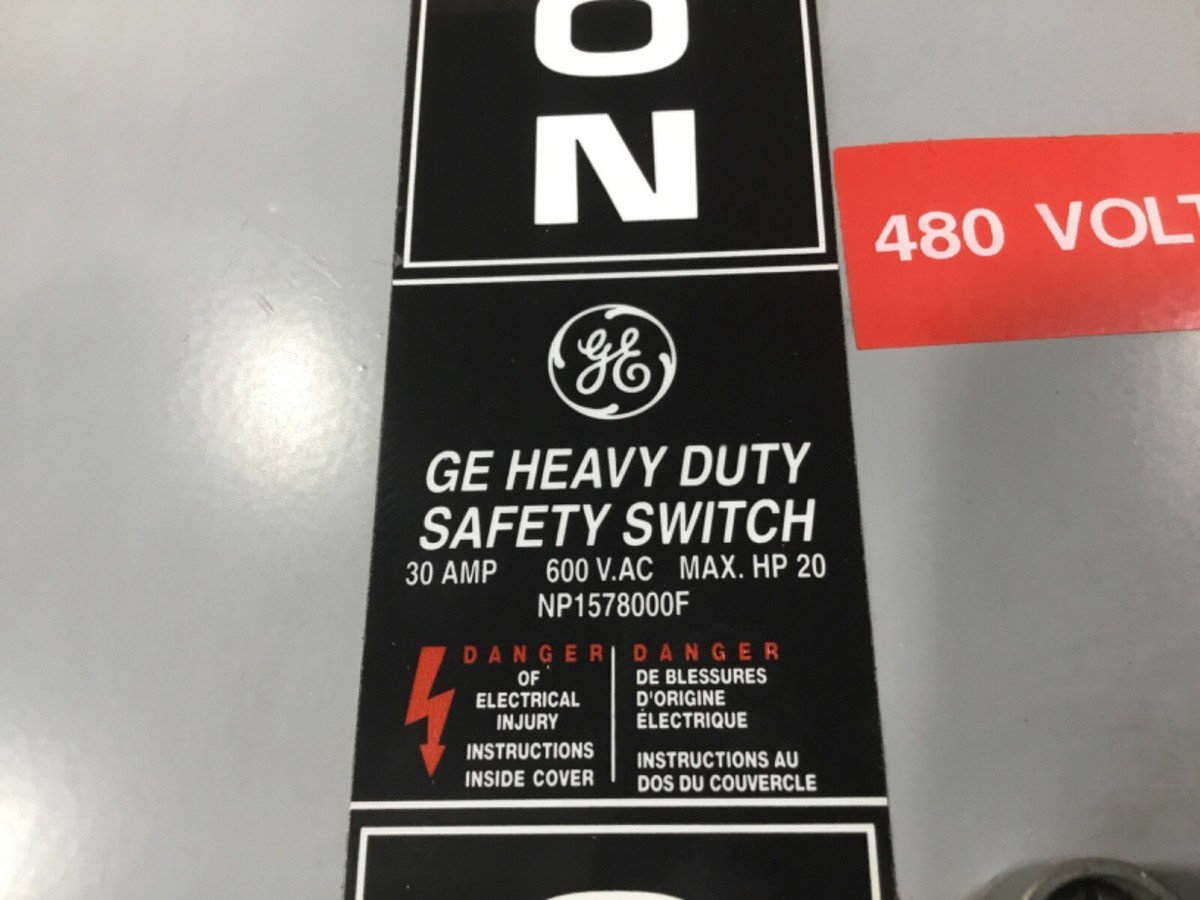 O
N
480 VOLT
GE
GE HEAVY DUTY
SAFETY SWITCH
30 AMP 600 V.AC MAX. HP 20
NP1578000F
DANGER
OF
ELECTRICAL
INJURY
INSTRUCTIONS
INSIDE COVER
DANGER
DE BLESSURES
D'ORIGINE
ÉLECTRIQUE
INSTRUCTIONS AU
DOS DU COUVERCLE